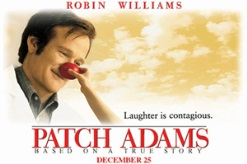 ROBIN WILLIAMS
Laughter is contagious.
PATCH ADAMS
BASED ON A TRUE STORY
DECEMBER 25